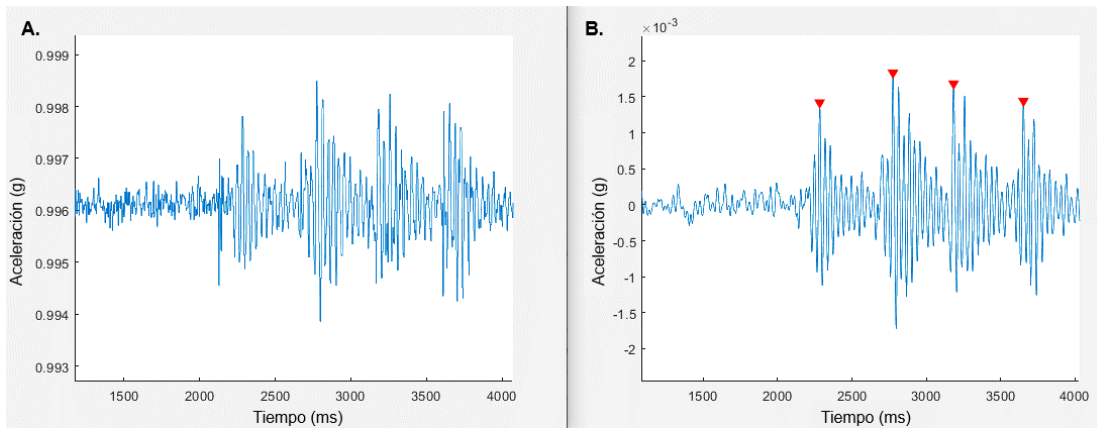 A.
0.999
0.998
0.997
0.996
0.995
0.994
0.993
Aceleración (g)
1500 2000 2500 3000 3500 4000
Tiempo (ms)
B.
×10⁻³
2
1.5
1
0.5
0
-0.5
-1
-1.5
-2
Aceleración (g)
1500 2000 2500 3000 3500 4000
Tiempo (ms)